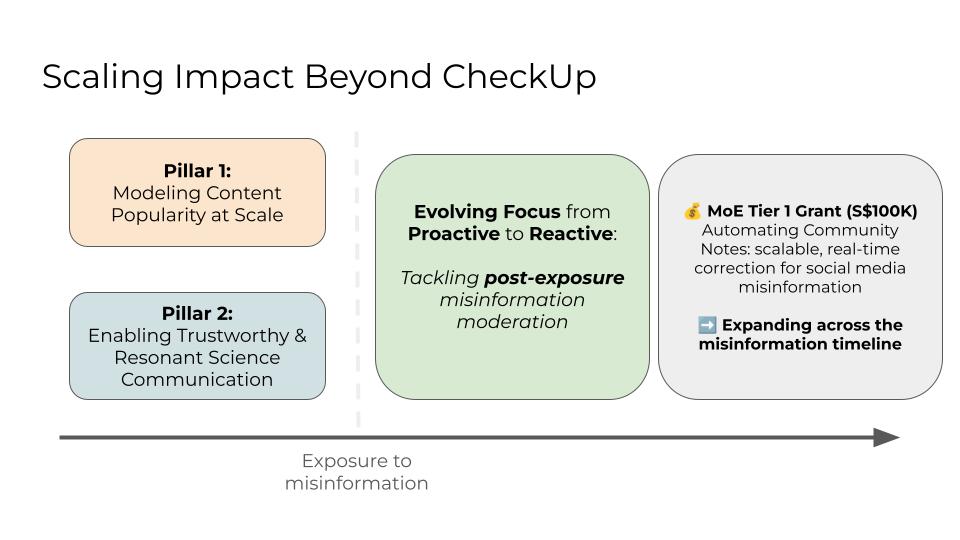 Scaling Impact Beyond CheckUp
Pillar 1:
Modeling Content
Popularity at Scale
Pillar 2:
Enabling Trustworthy &
Resonant Science
Communication
Evolving Focus from
Proactive to Reactive:
Tackling post-exposure
misinformation
moderation
💰 MoE Tier 1 Grant (S$100K)
Automating Community
Notes: scalable, real-time
correction for social media
misinformation
➡️ Expanding across the
misinformation timeline
Exposure to
misinformation